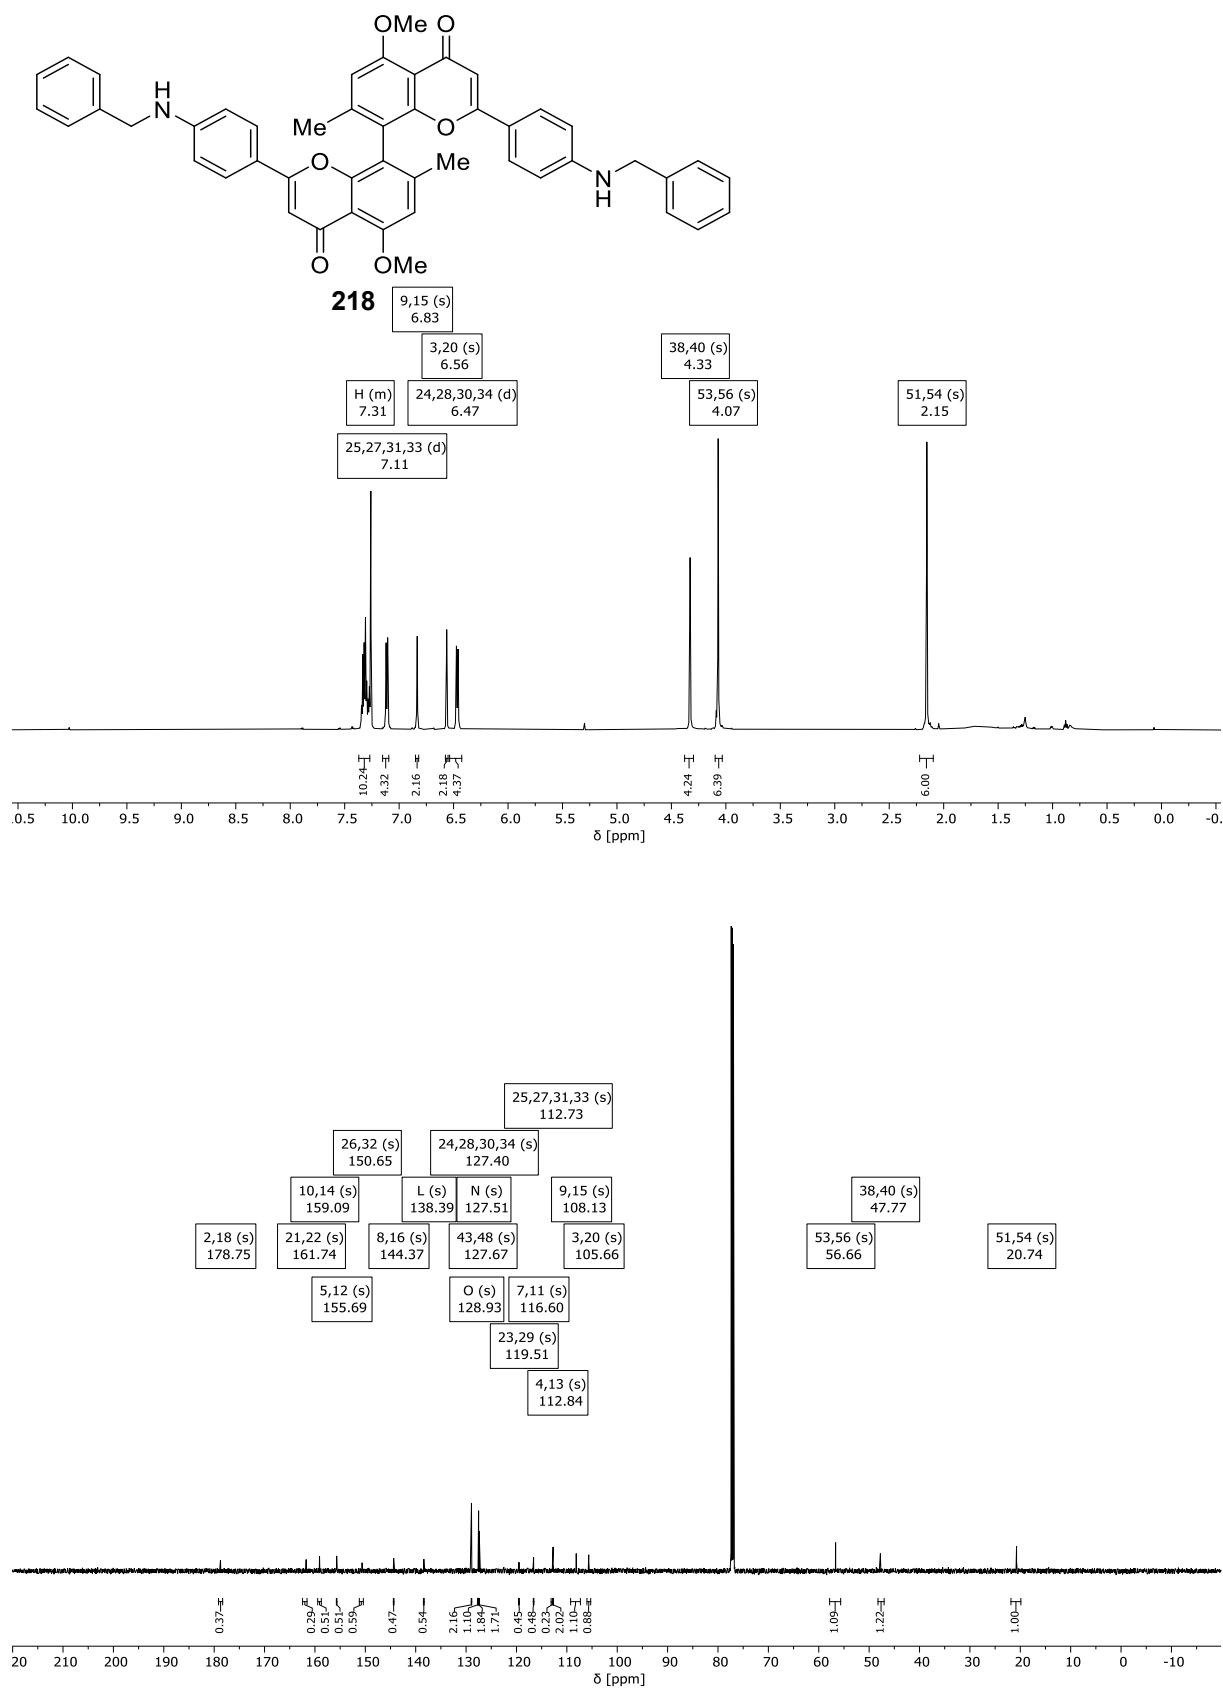 OMe O
H
N
Me
O
O
Me
N
H
O OMe
218
9,15 (s)
6.83
3,20 (s)
6.56
38,40 (s)
4.33
H (m)
7.31
24,28,30,34 (d)
6.47
53,56 (s)
4.07
51,54 (s)
2.15
25,27,31,33 (d)
7.11
10.24 4.32 2.16 2.18 4.37 4.24 6.39 6.00
.0.5 10.0 9.5 9.0 8.5 8.0 7.5 7.0 6.5 6.0 5.5 5.0 4.5 4.0 3.5 3.0 2.5 2.0 1.5 1.0 0.5 0.0 -0.
δ [ppm]
25,27,31,33 (s)
112.73
26,32 (s)
150.65
24,28,30,34 (s)
127.40
10,14 (s)
159.09
L (s)
138.39
N (s)
127.51
9,15 (s)
108.13
38,40 (s)
47.77
2,18 (s)
178.75
21,22 (s)
161.74
8,16 (s)
144.37
43,48 (s)
127.67
3,20 (s)
105.66
53,56 (s)
56.66
51,54 (s)
20.74
5,12 (s)
155.69
O (s)
128.93
7,11 (s)
116.60
23,29 (s)
119.51
4,13 (s)
112.84
0.37 0.29 0.51 0.51 0.59 0.47 0.54 2.16 1.10 1.84 1.71 0.45 0.48 0.23 2.02 1.10 0.88 1.09 1.22 1.00
20 210 200 190 180 170 160 150 140 130 120 110 100 90 80 70 60 50 40 30 20 10 0 -10
δ [ppm]